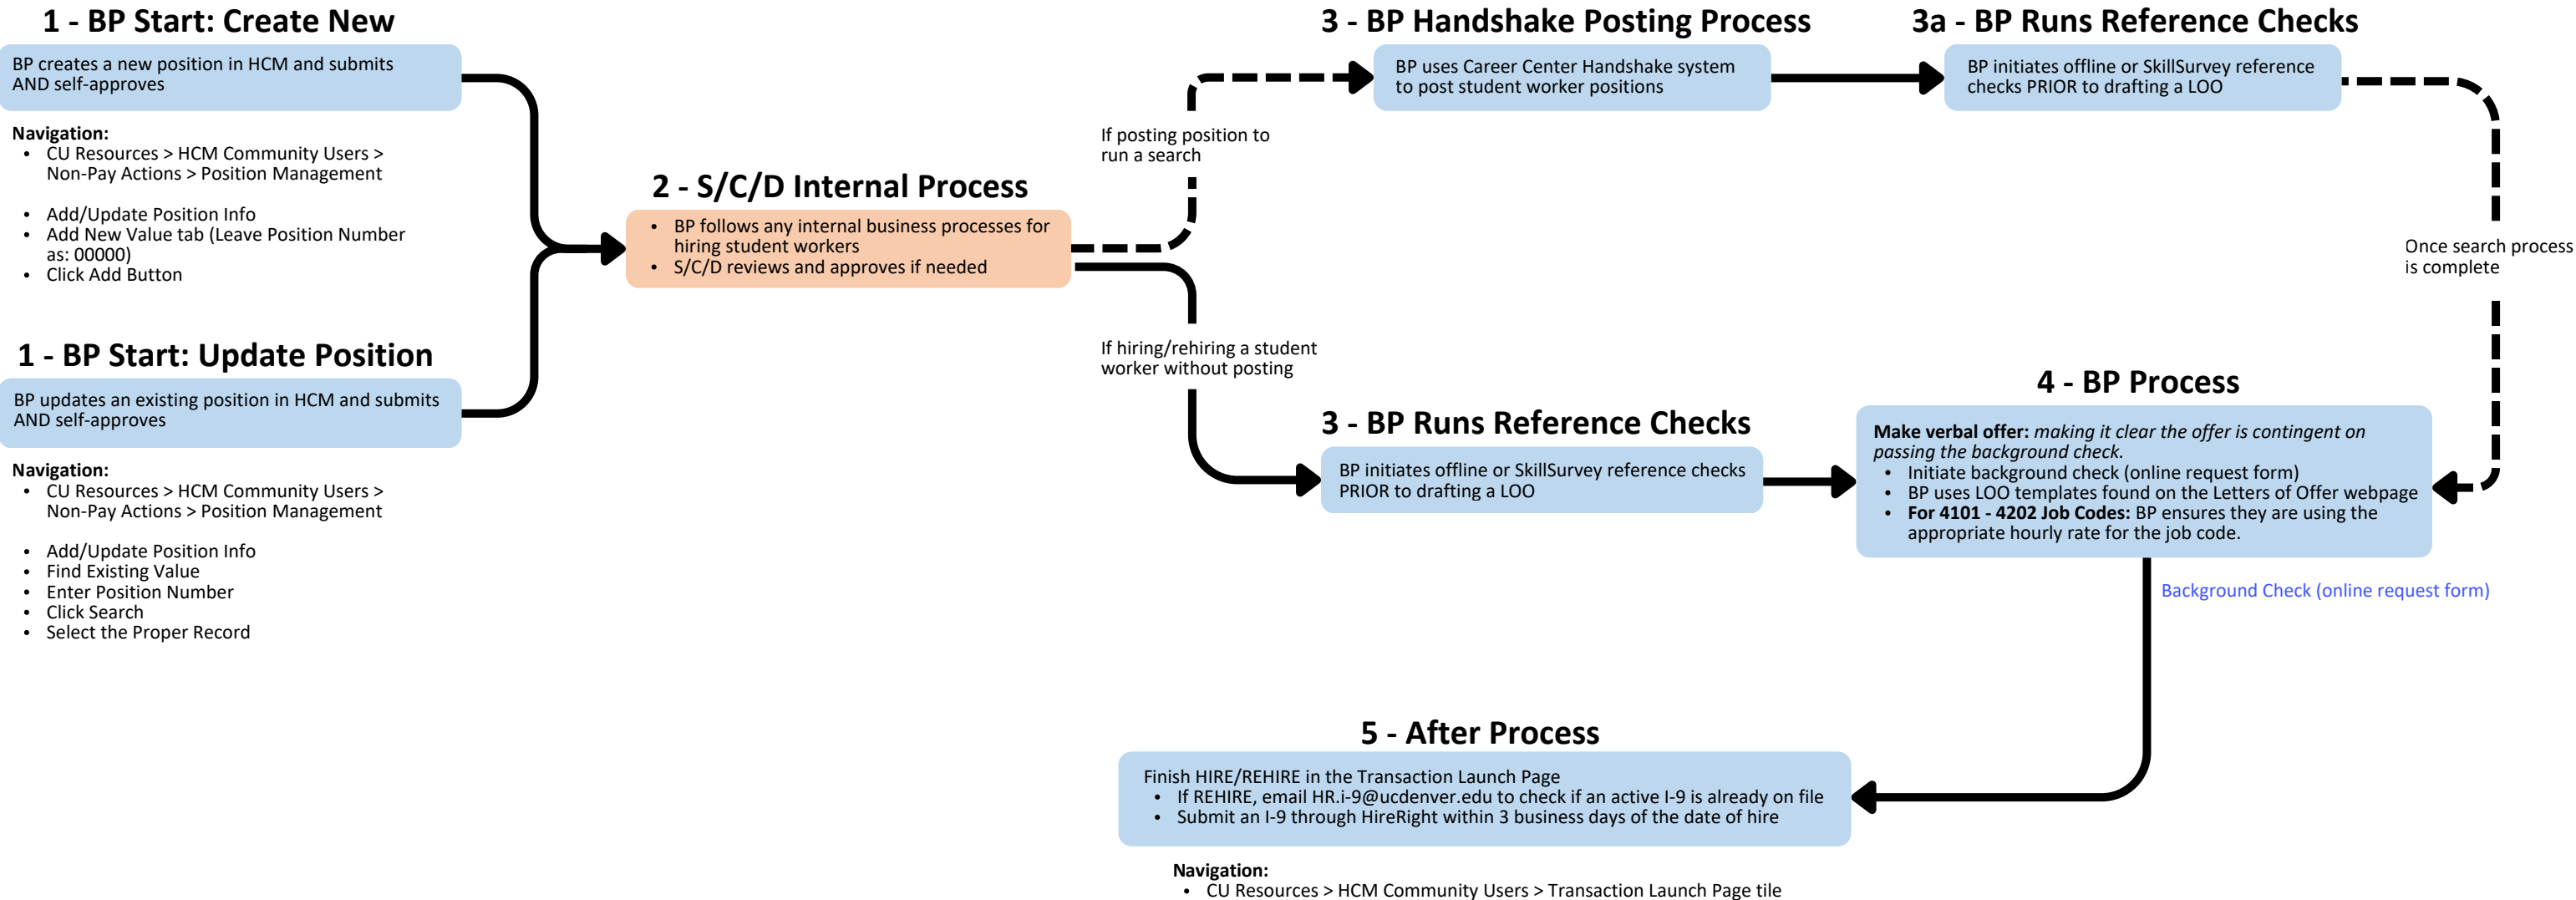 1 - BP Start: Create New
BP creates a new position in HCM and submits
AND self-approves
Navigation:
• CU Resources > HCM Community Users >
Non-Pay Actions > Position Management
• Add/Update Position Info
• Add New Value tab (Leave Position Number
as: 00000)
• Click Add Button
1 - BP Start: Update Position
BP updates an existing position in HCM and submits
AND self-approves
Navigation:
• CU Resources > HCM Community Users >
Non-Pay Actions > Position Management
• Add/Update Position Info
• Find Existing Value
• Enter Position Number
• Click Search
• Select the Proper Record
2 - S/C/D Internal Process
• BP follows any internal business processes for
hiring student workers
• S/C/D reviews and approves if needed
If posting position to
run a search
3 - BP Handshake Posting Process
BP uses Career Center Handshake system
to post student worker positions
3a - BP Runs Reference Checks
BP initiates offline or SkillSurvey reference
checks PRIOR to drafting a LOO
Once search process
is complete
If hiring/rehiring a student
worker without posting
3 - BP Runs Reference Checks
BP initiates offline or SkillSurvey reference checks
PRIOR to drafting a LOO
4 - BP Process
Make verbal offer: making it clear the offer is contingent on
passing the background check.
• Initiate background check (online request form)
• BP uses LOO templates found on the Letters of Offer webpage
• For 4101 - 4202 Job Codes: BP ensures they are using the
appropriate hourly rate for the job code.
Background Check (online request form)
5 - After Process
Finish HIRE/REHIRE in the Transaction Launch Page
• If REHIRE, email HR.i-9@ucdenver.edu to check if an active I-9 is already on file
• Submit an I-9 through HireRight within 3 business days of the date of hire
Navigation:
• CU Resources > HCM Community Users > Transaction Launch Page tile